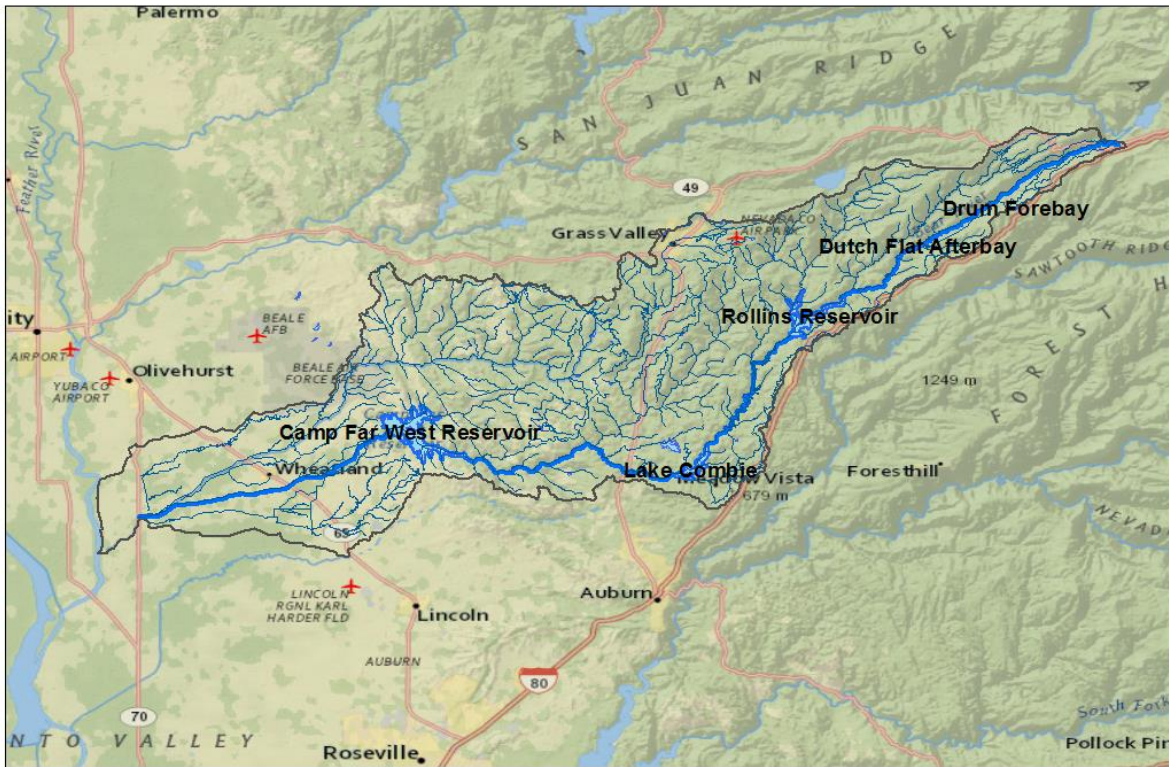 Palermo
SAN JUAN RIDGE
A
Feather River
49
NEVADA CO
AIR PARK
Grass Valley
Drum Forebay
Dutch Flat Afterbay
SAWTOOTH RIDGE
Rollins Reservoir
ity
BEALE
AFB
AIRPORT
Olivehurst
BEALE AIR
FORCE BASE
YUBA CO
AIRPORT
1249 m
FOREST H
Camp Far West Reservoir
Wheatland
Lake Combie
Meadow Vista
679 m
Foresthill
NEVADA
65
LINCOLN
RGNL KARL
HARDER FLD
Lincoln
Auburn
AUBURN
80
70
NTO VALLEY
Roseville
South Fork
Pollock Pin